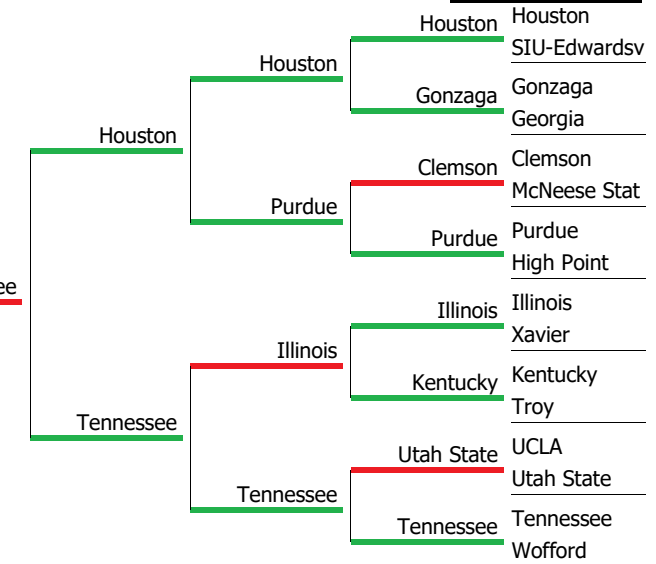 Houston
Houston
SIU-Edwardsv
Houston
Gonzaga
Gonzaga
Georgia
Houston
Clemson
Clemson
McNeese Stat
Purdue
Purdue
Purdue
High Point
ee
Illinois
Illinois
Xavier
Illinois
Kentucky
Kentucky
Troy
Tennessee
Utah State
UCLA
Utah State
Tennessee
Tennessee
Tennessee
Wofford